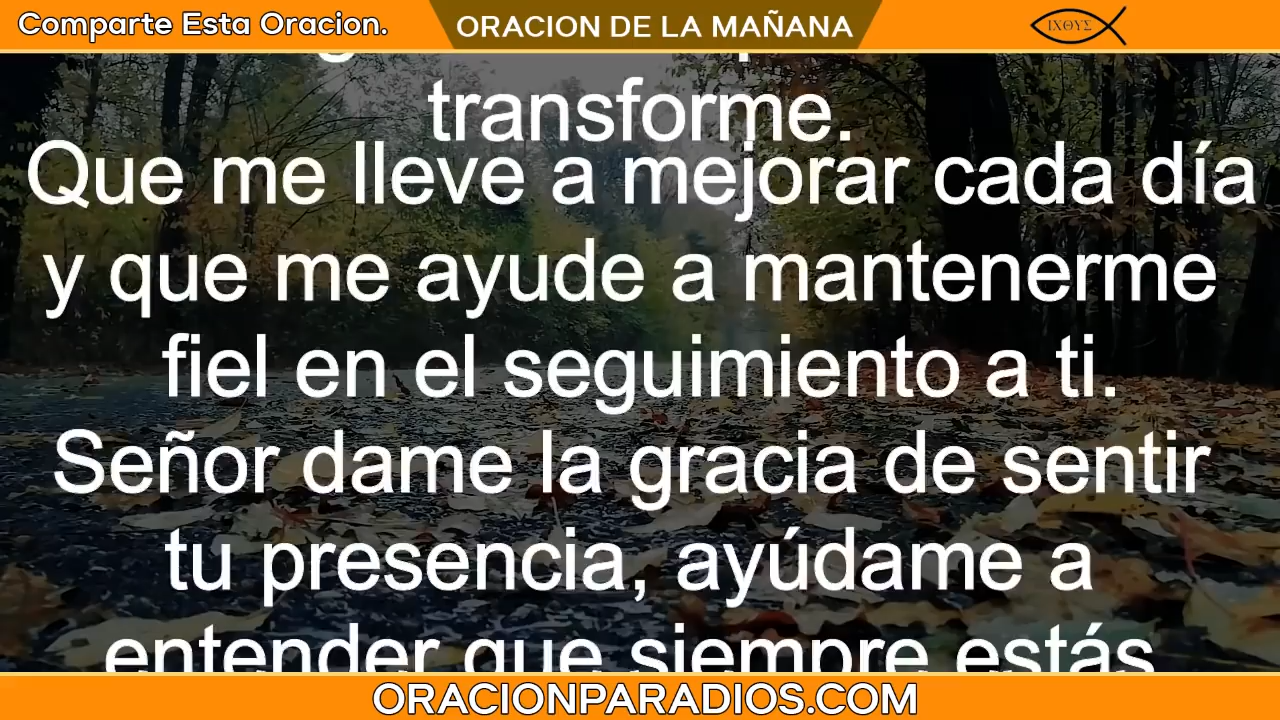 Comparte Esta Oracion.
ORACION DE LA MAÑANA
ΙΧΘΥΣ
transforme.
Que me lleve a mejorar cada día
y que me ayude a mantenerme
fiel en el seguimiento a ti.
Señor dame la gracia de sentir
tu presencia, ayúdame a
entender que siempre estás
ORACIONPARADIOS.COM